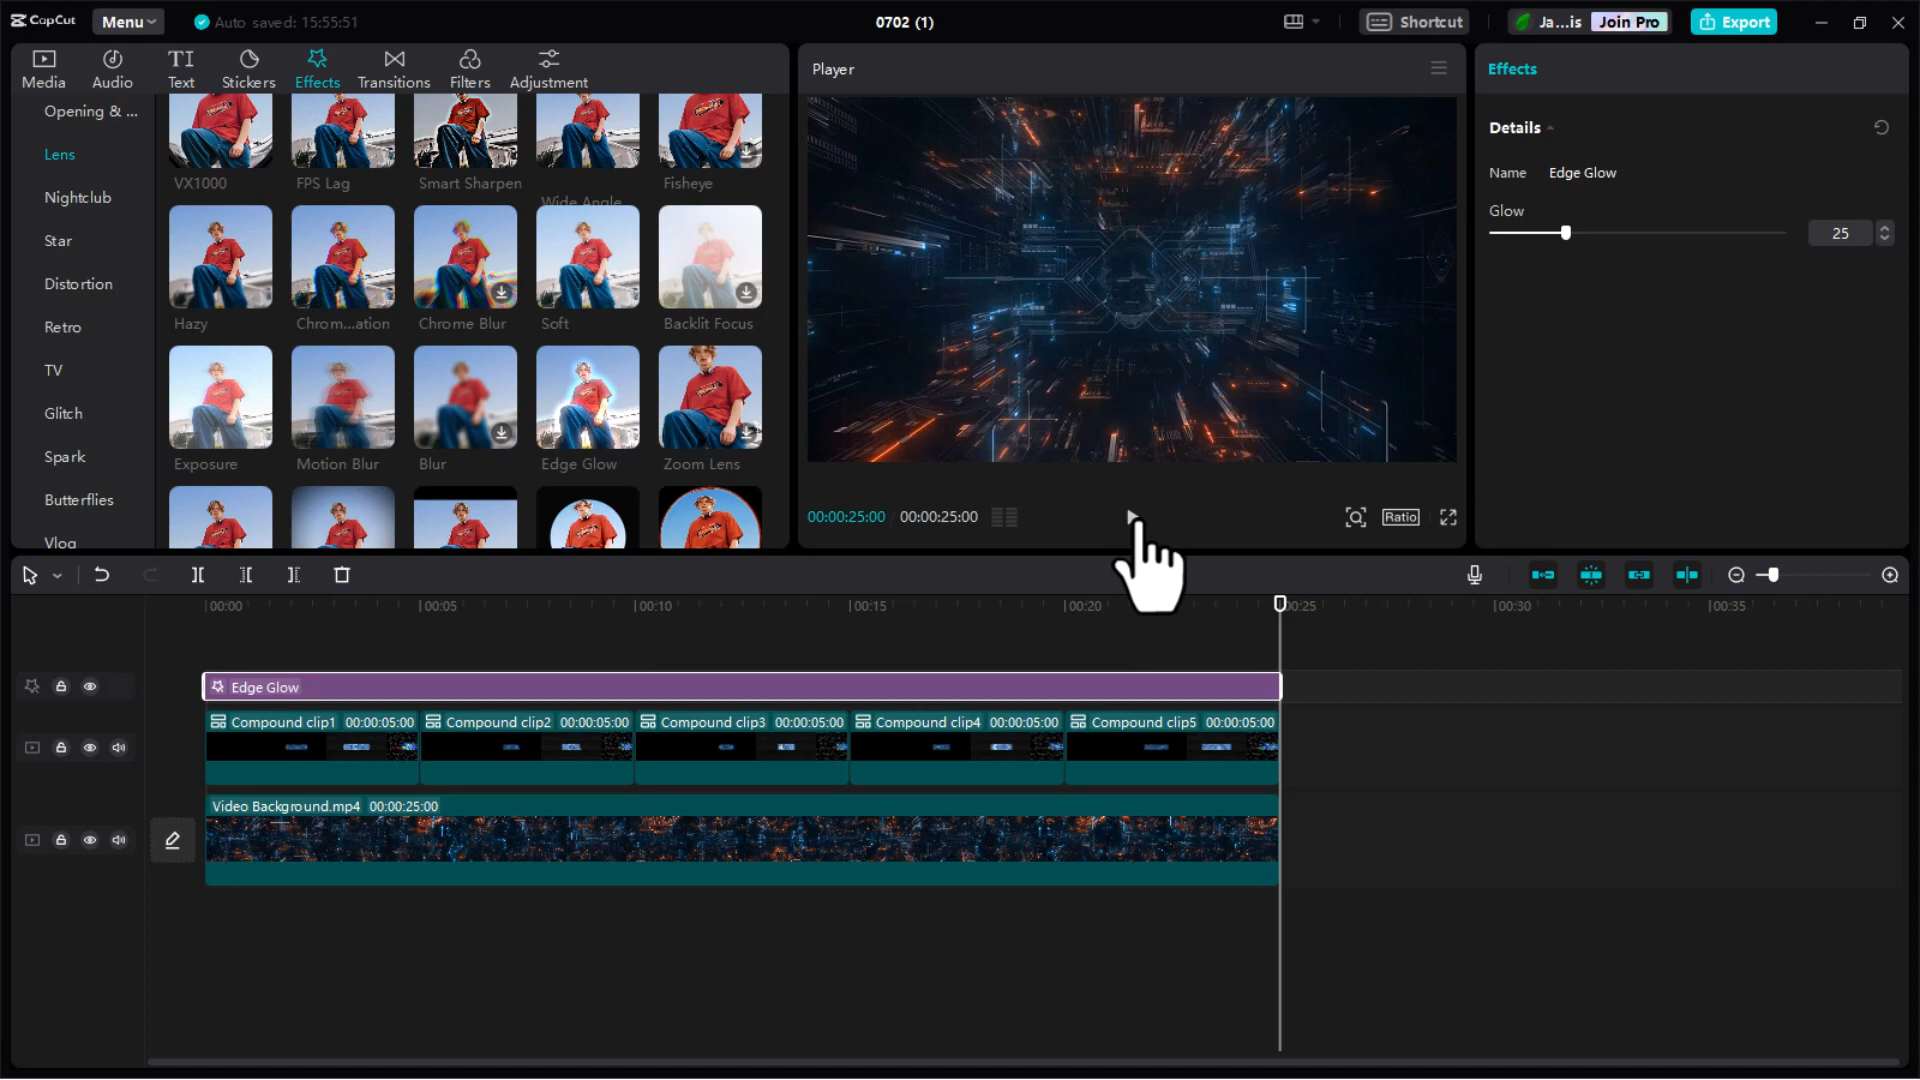 CapCut
Menu
Auto saved: 15:55:51
0702 (1)
Shortcut
Ja...is
Join Pro
Export
Media
Audio
Text
Stickers
Effects
Transitions
Filters
Adjustment
Opening & ...
Lens
Nightclub
Star
Distortion
Retro
TV
Glitch
Spark
Butterflies
Vlog
VX1000
FPS Lag
Smart Sharpen
Wide Angle
Fisheye
Hazy
Chrom...ation
Chrome Blur
Soft
Backlit Focus
Exposure
Motion Blur
Blur
Edge Glow
Zoom Lens
Player
00:00:25:00
00:00:25:00
Ratio
Effects
Details
Name Edge Glow
Glow
25
00:00
00:05
00:10
00:15
00:20
00:25
00:30
00:35
Edge Glow
Compound clip1 00:00:05:00
Compound clip2 00:00:05:00
Compound clip3 00:00:05:00
Compound clip4 00:00:05:00
Compound clip5 00:00:05:00
Video Background.mp4 00:00:25:00